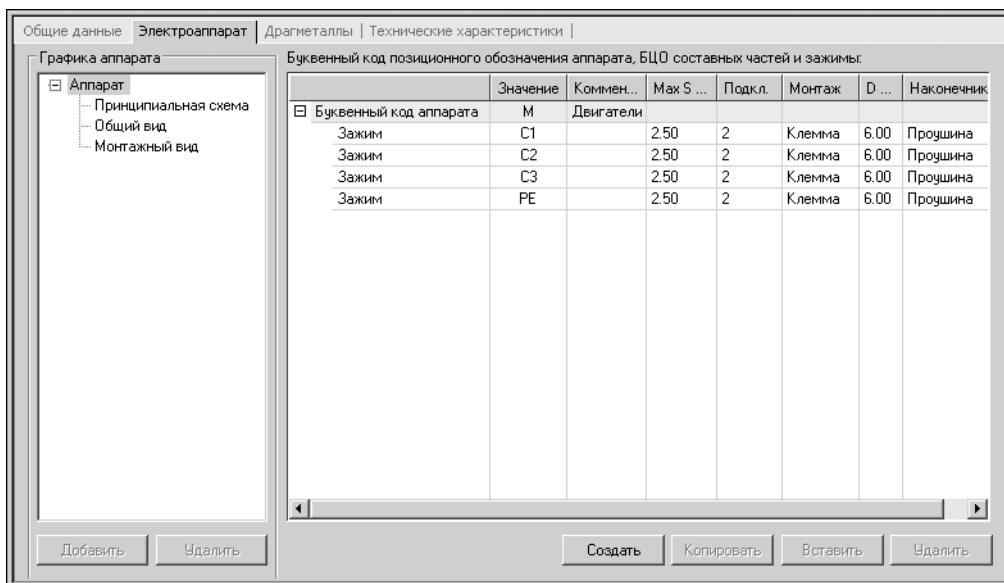 Общие данные Электроаппарат Драгметаллы Технические характеристики
Графика аппарата
Аппарат
Принципиальная схема
Общий вид
Монтажный вид
Добавить Удалить
Буквенный код позиционного обозначения аппарата, БЦО составных частей и зажимы:
Значение Коммен... Max S ... Подкл. Монтаж D ... Наконечник
Буквенный код аппарата M Двигатели
Зажим C1 2.50 2 Клемма 6.00 Проушина
Зажим C2 2.50 2 Клемма 6.00 Проушина
Зажим C3 2.50 2 Клемма 6.00 Проушина
Зажим PE 2.50 2 Клемма 6.00 Проушина
Создать Копировать Вставить Удалить